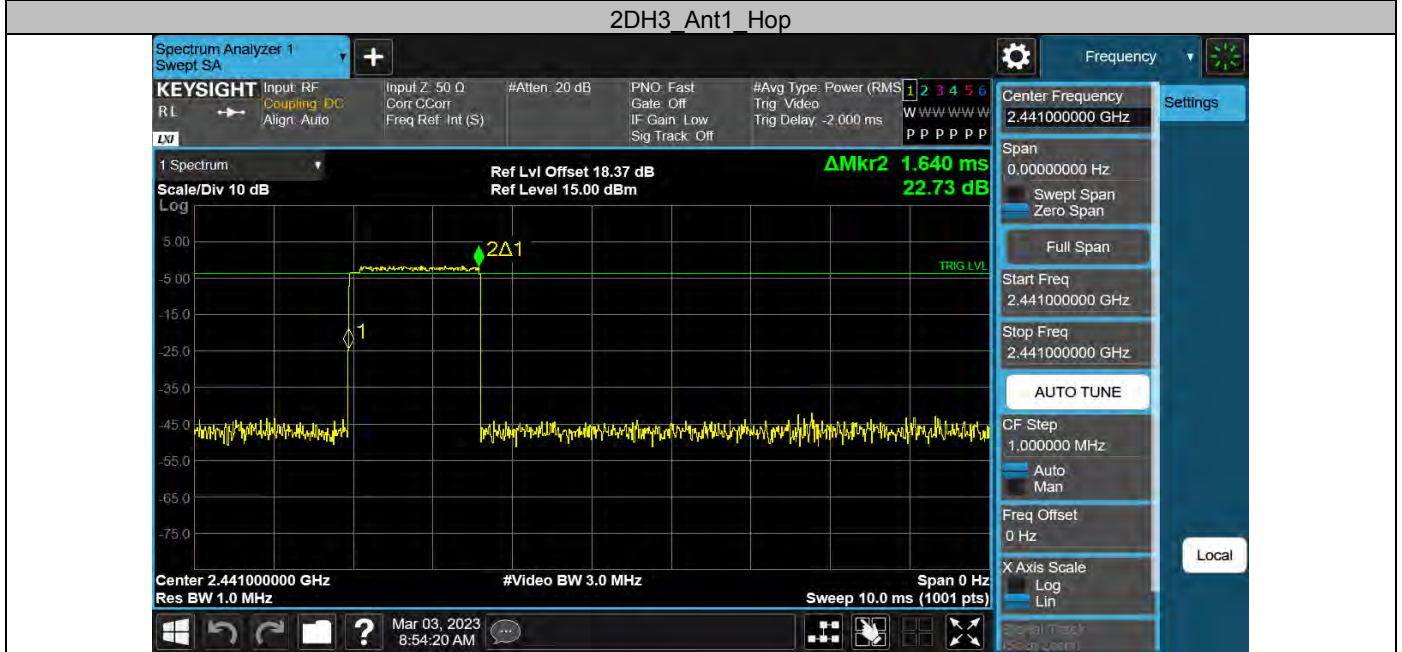 2DH3_Ant1_Hop
Spectrum Analyzer 1
Swept SA
+
Frequency
KEYSIGHT
RL
LXI
Input: RF
Coupling: DC
Align: Auto
Input Z: 50 Ω
Corr CCorr
Freq Ref: Int (S)
#Atten: 20 dB
PNO: Fast
Gate: Off
IF Gain: Low
Sig Track: Off
#Avg Type: Power (RMS
Trig: Video
Trig Delay: -2.000 ms
1 2 3 4 5 6
W W W W W W
P P P P P P
1 Spectrum
Scale/Div 10 dB
Log
Ref Lvl Offset 18.37 dB
Ref Level 15.00 dBm
ΔMkr2 1.640 ms
22.73 dB
5.00
-5.00
-15.0
-25.0
-35.0
-45.0
-55.0
-65.0
-75.0
2Δ1
1
TRIG LVL
Center 2.441000000 GHz
Res BW 1.0 MHz
#Video BW 3.0 MHz
Span 0 Hz
Sweep 10.0 ms (1001 pts)
Center Frequency
2.441000000 GHz
Settings
Span
0.00000000 Hz
Swept Span
Zero Span
Full Span
Start Freq
2.441000000 GHz
Stop Freq
2.441000000 GHz
AUTO TUNE
CF Step
1.000000 MHz
Auto
Man
Freq Offset
0 Hz
X Axis Scale
Log
Lin
Local
?
Mar 03, 2023
8:54:20 AM